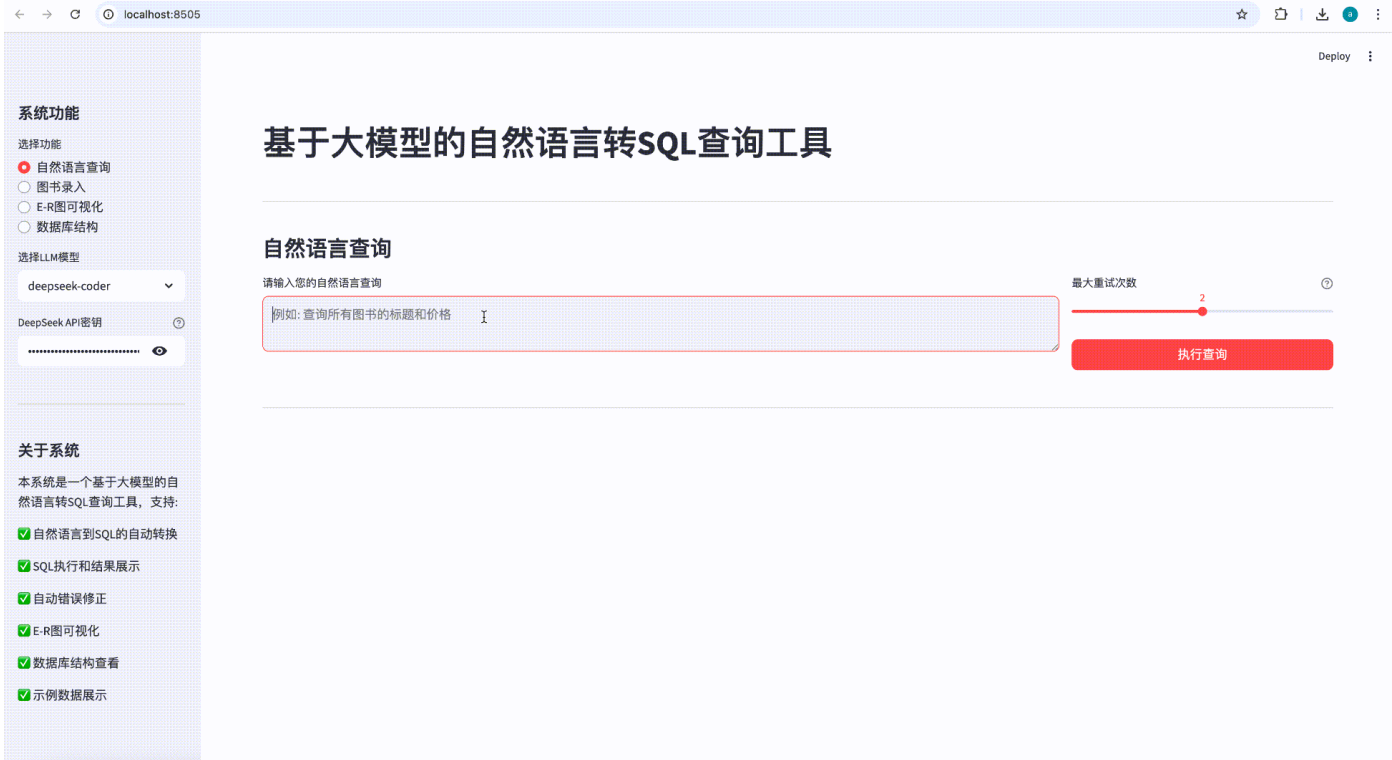 localhost:8505
a
Deploy
系统功能
选择功能
自然语言查询
图书录入
E-R图可视化
数据库结构
选择LLM模型
deepseek-coder
DeepSeek API密钥
关于系统
本系统是一个基于大模型的自
然语言转SQL查询工具，支持:
✅自然语言到SQL的自动转换
✅SQL执行和结果展示
✅自动错误修正
✅E-R图可视化
✅数据库结构查看
✅示例数据展示
基于大模型的自然语言转SQL查询工具
自然语言查询
请输入您的自然语言查询
例如: 查询所有图书的标题和价格
最大重试次数
2
执行查询